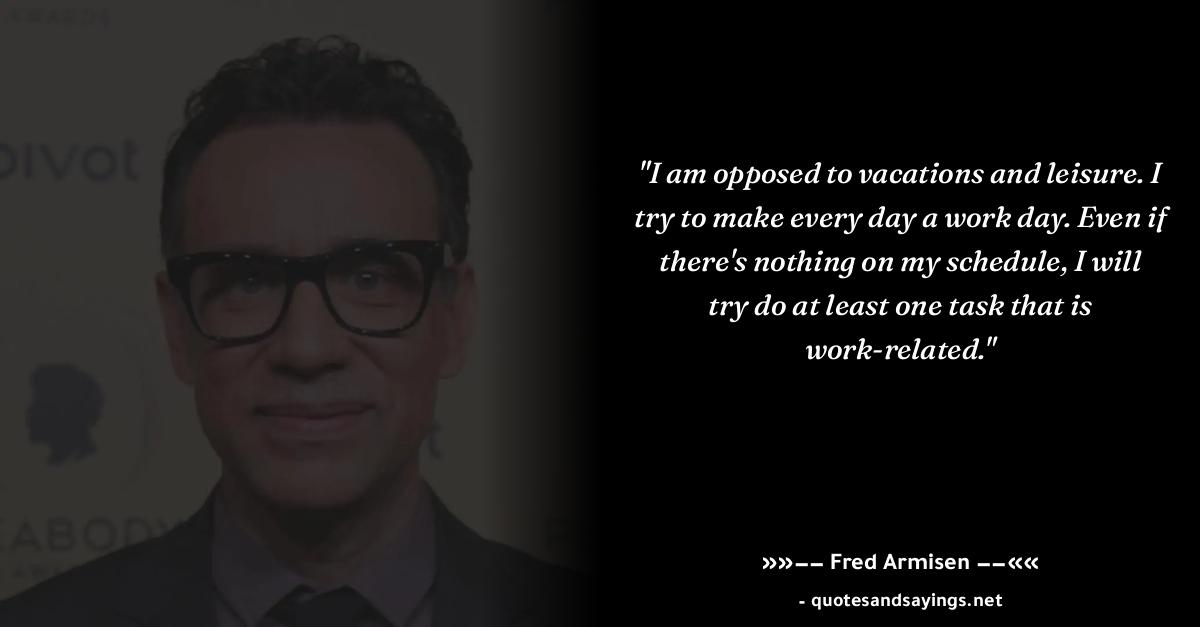 AWARDS
pivot
"I am opposed to vacations and leisure. I
try to make every day a work day. Even if
there's nothing on my schedule, I will
try do at least one task that is
work-related."
t
EABODY
AW
»»−− Fred Armisen −−««
- quotesandsayings.net